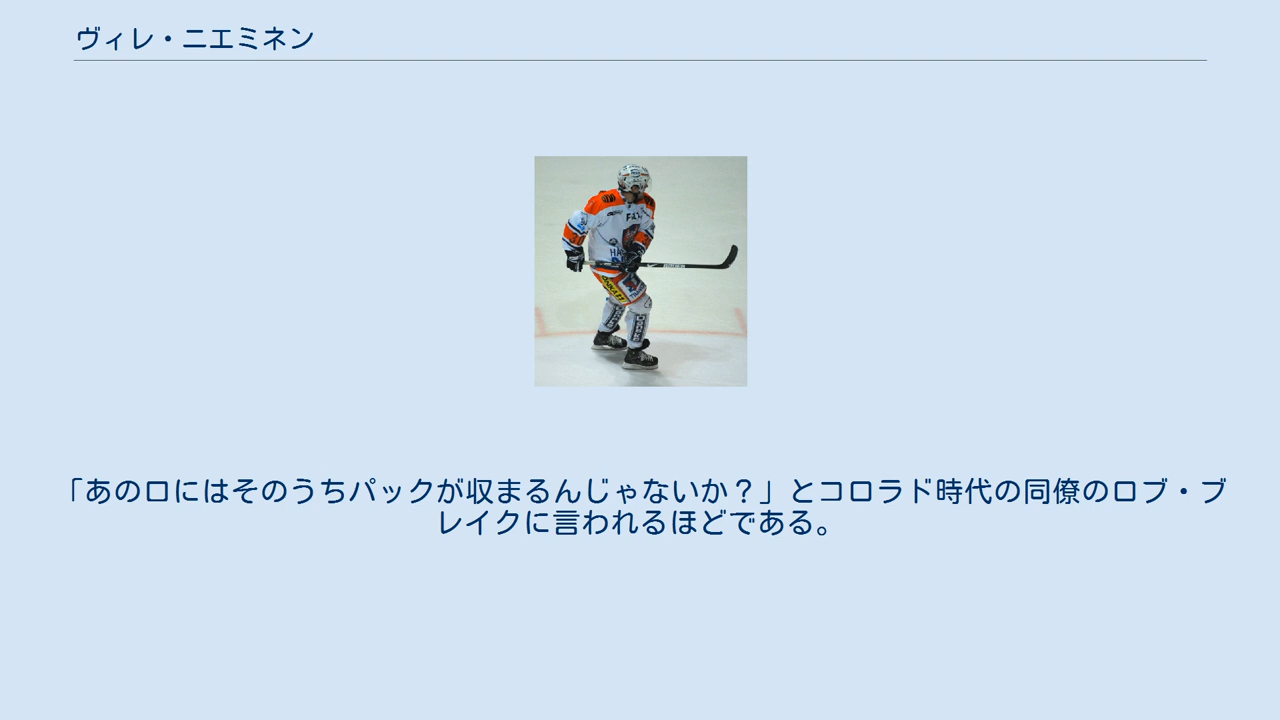 ヴィレ・ニエミネン
「あの口にはそのうちパックが収まるんじゃないか？」とコロラド時代の同僚のロブ・ブ
レイクに言われるほどである。